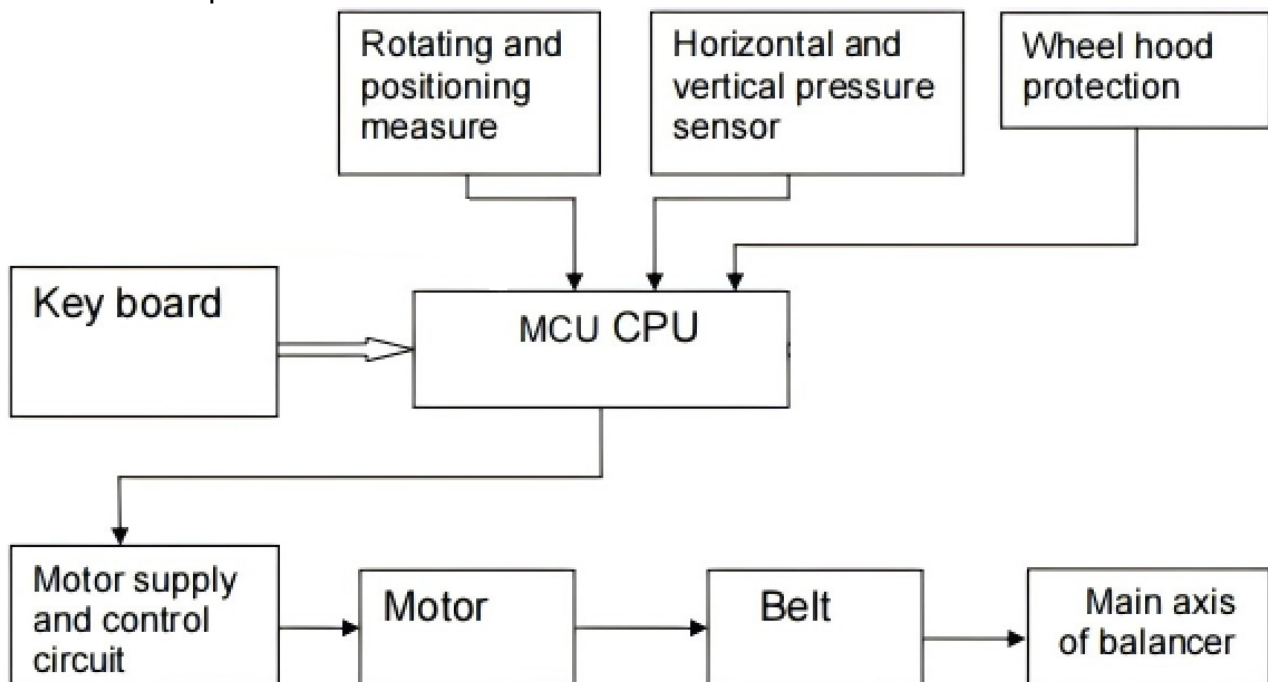 Rotating and
positioning
measure
Horizontal and
vertical pressure
sensor
Wheel hood
protection
Key board
MCU CPU
Motor supply
and control
circuit
Motor
Belt
Main axis
of balancer